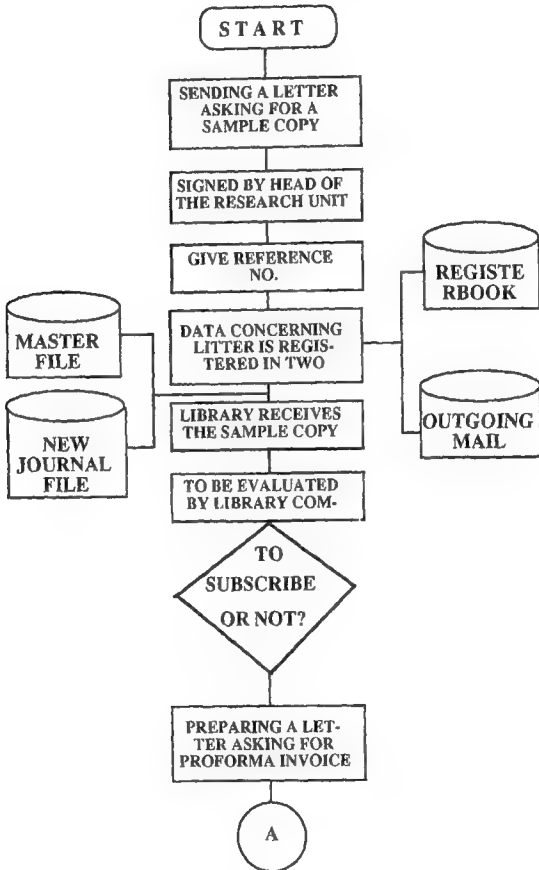 START
SENDING A LETTER
ASKING FOR A
SAMPLE COPY
SIGNED BY HEAD OF
THE RESEARCH UNIT
GIVE REFERENCE
NO.
REGISTE
RBOOK
DATA CONCERNING
LITTER IS REGIS-
TERED IN TWO
MASTER
FILE
OUTGOING
MAIL
NEW
JOURNAL
FILE
LIBRARY RECEIVES
THE SAMPLE COPY
TO BE EVALUATED
BY LIBRARY COM-
TO
SUBSCRIBE
OR NOT?
PREPARING A LET-
TER ASKING FOR
PROFORMA INVOICE
A